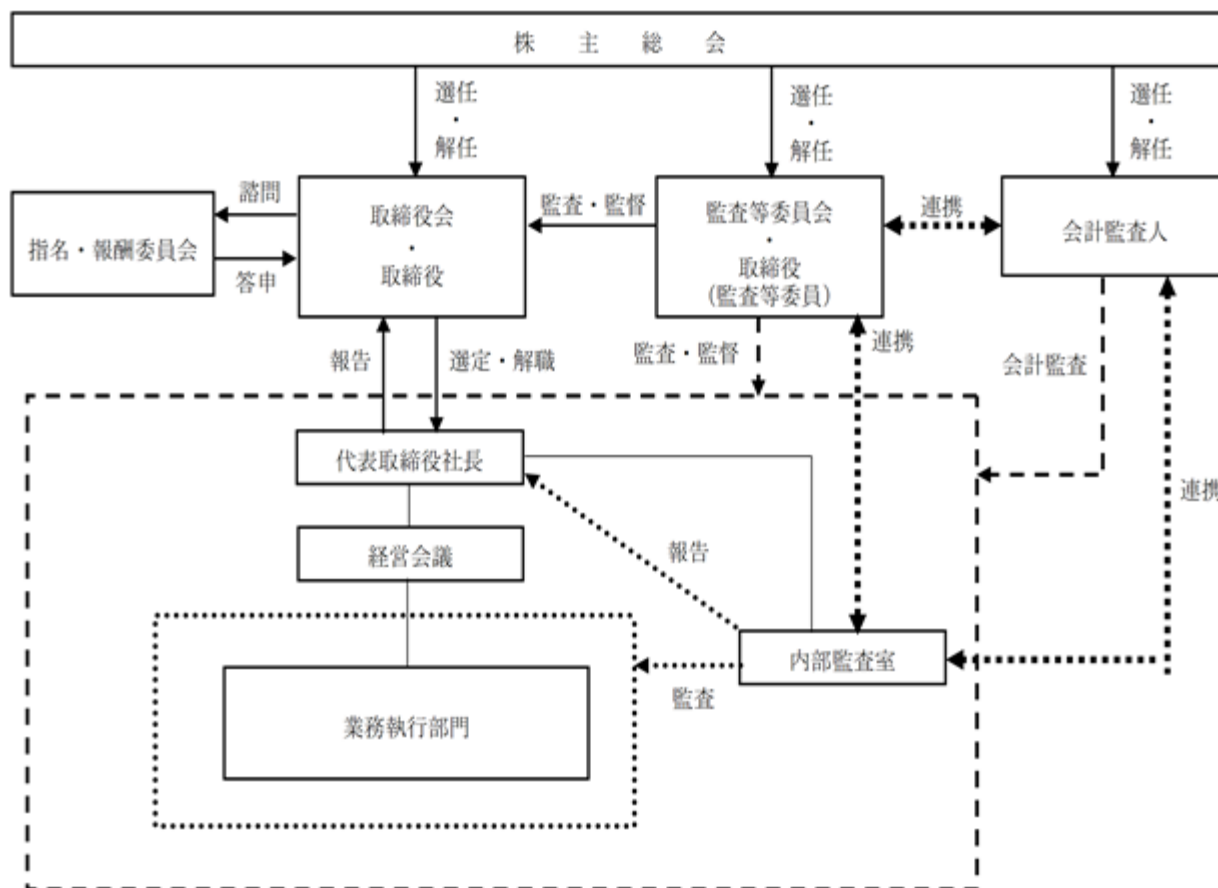 株主総会
選任
・
解任
選任
・
解任
選任
・
解任
指名・報酬委員会
諮問
答申
取締役会
・
取締役
監査・監督
監査等委員会
・
取締役
(監査等委員)
連携
会計監査人
報告
選定・解職
監査・監督
連携
会計監査
連携
代表取締役社長
経営会議
報告
内部監査室
監査
業務執行部門